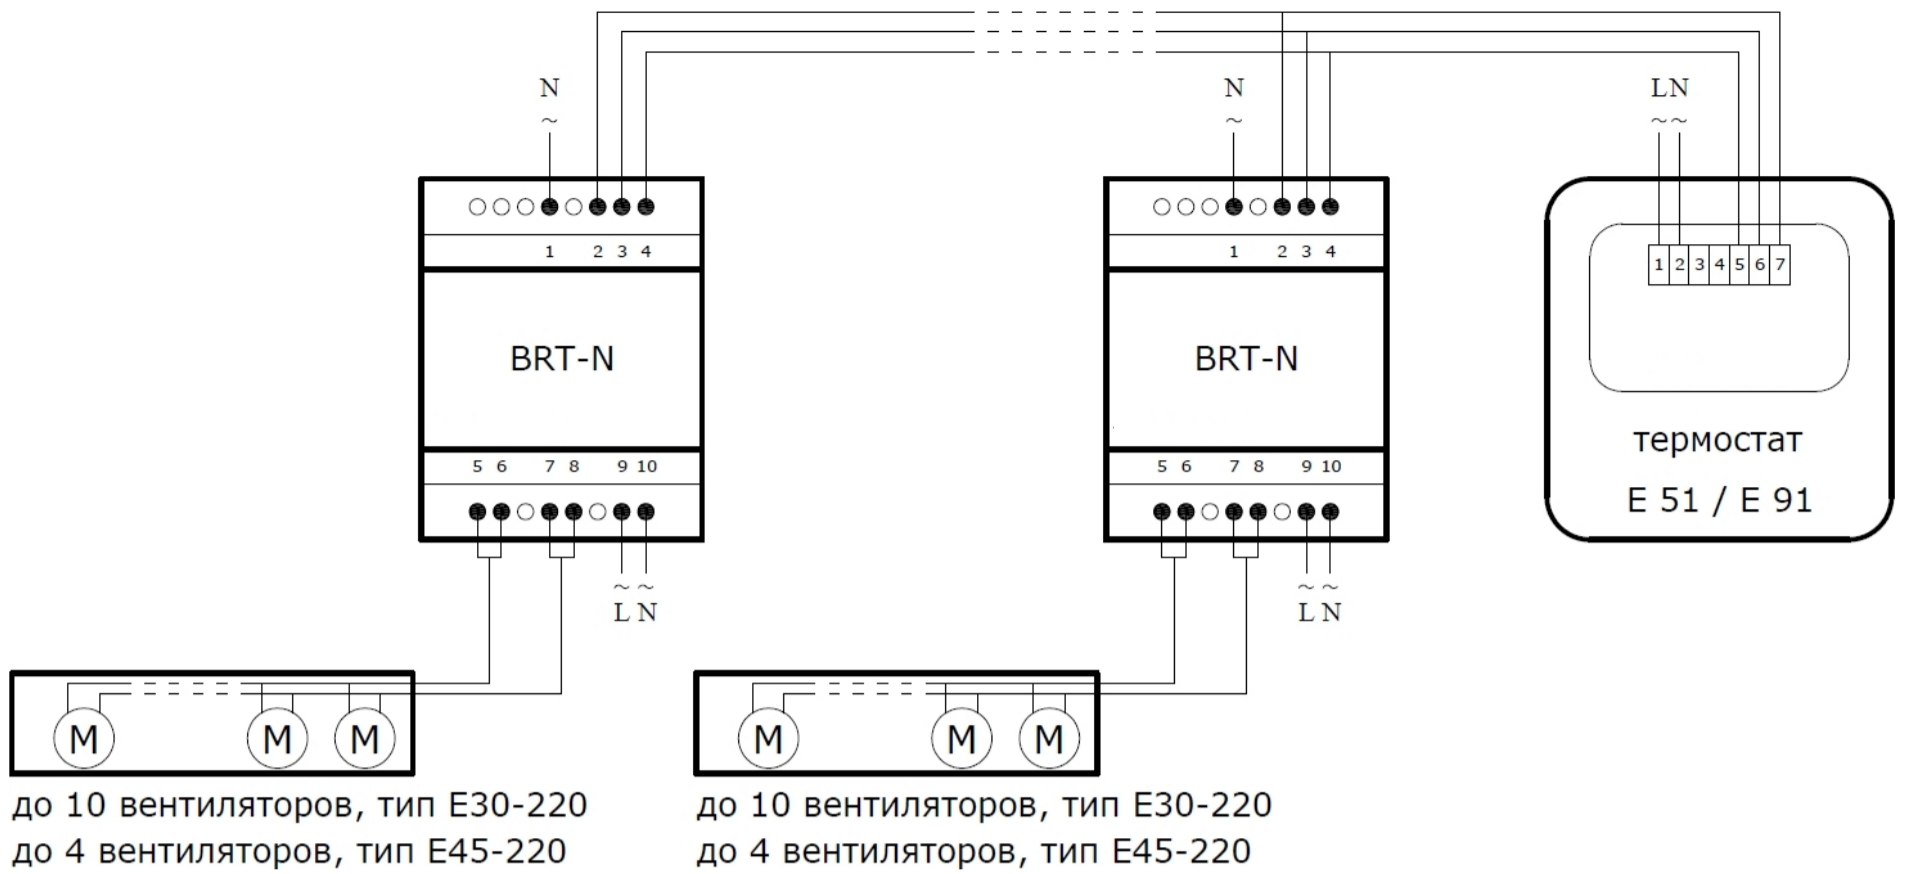 N
~
N
~
L N
~ ~
1 2 3 4
1 2 3 4
1 2 3 4 5 6 7
BRT-N
BRT-N
термостат
E 51 / E 91
5 6 7 8 9 10
5 6 7 8 9 10
~ ~
L N
~ ~
L N
M M M
M M M
до 10 вентиляторов, тип E30-220
до 4 вентиляторов, тип E45-220
до 10 вентиляторов, тип E30-220
до 4 вентиляторов, тип E45-220